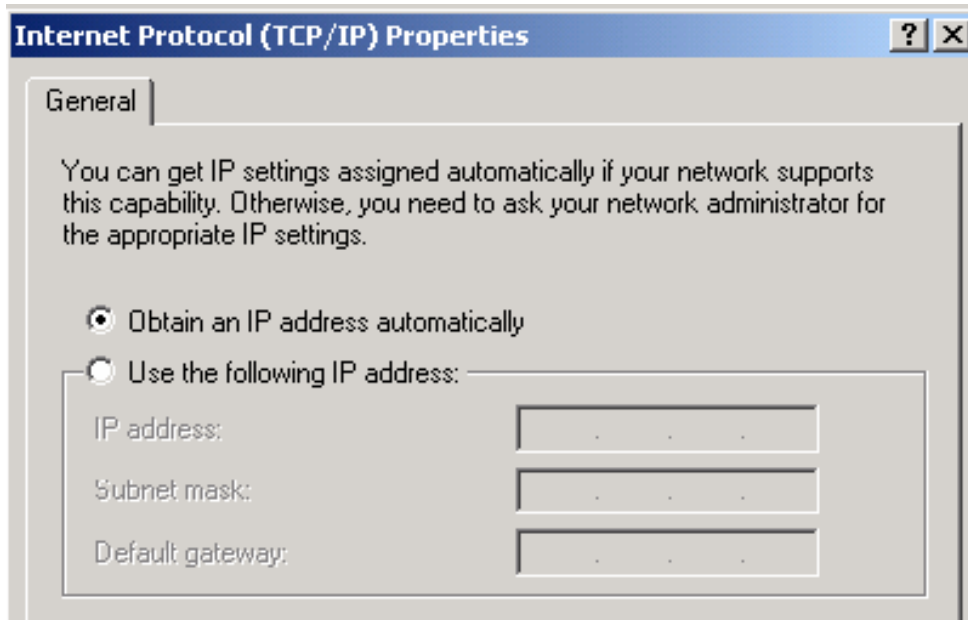 Internet Protocol (TCP/IP) Properties
General
You can get IP settings assigned automatically if your network supports
this capability. Otherwise, you need to ask your network administrator for
the appropriate IP settings.
Obtain an IP address automatically
Use the following IP address:
IP address:
Subnet mask:
Default gateway: